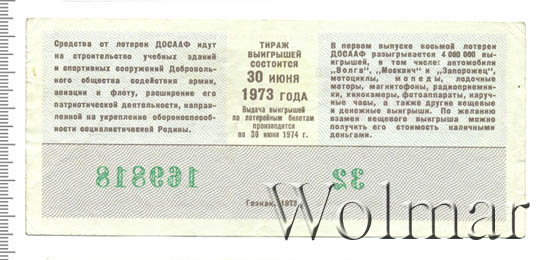 Средства от лотереи ДОСААФ идут
на строительство учебных зданий
и спортивных сооружений Доброволь-
ного общества содействия армии,
авиации и флоту, расширение его
патриотической деятельности, направ-
ленной на укрепление обороноспособ-
ности социалистической Родины.
ТИРАЖ
ВЫИГРЫШЕЙ
СОСТОИТСЯ
30 ИЮНЯ
1973 ГОДА
Выдача выигрышей
по лотерейным билетам
производится
по 30 июня 1974 г.
В первом выпуске восьмой лотереи
ДОСААФ разыгрывается 4 080 000 вы-
игрышей, в том числе: автомобили
„Волга", „Москвич" и „Запорожец",
мотоциклы, мопеды, лодочные
моторы, магнитофоны, радиоприемни-
ки, кинокамеры, фотоаппараты, наруч-
ные часы, а также другие вещевые
и денежные выигрыши. По желанию
взамен вещевого выигрыша можно
получить его стоимость наличными
деньгами.
169818
32
Гознак. 1972.
Wolmar